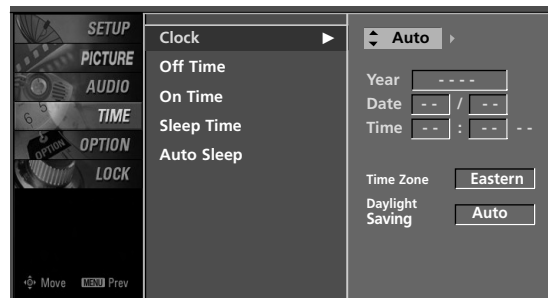 SETUP
PICTURE
AUDIO
TIME
OPTION
LOCK
Move MENU Prev
Clock
Off Time
On Time
Sleep Time
Auto Sleep
Auto
Year - - - -
Date - - / - -
Time - - : - - - -
Time Zone Eastern
Daylight
Saving Auto